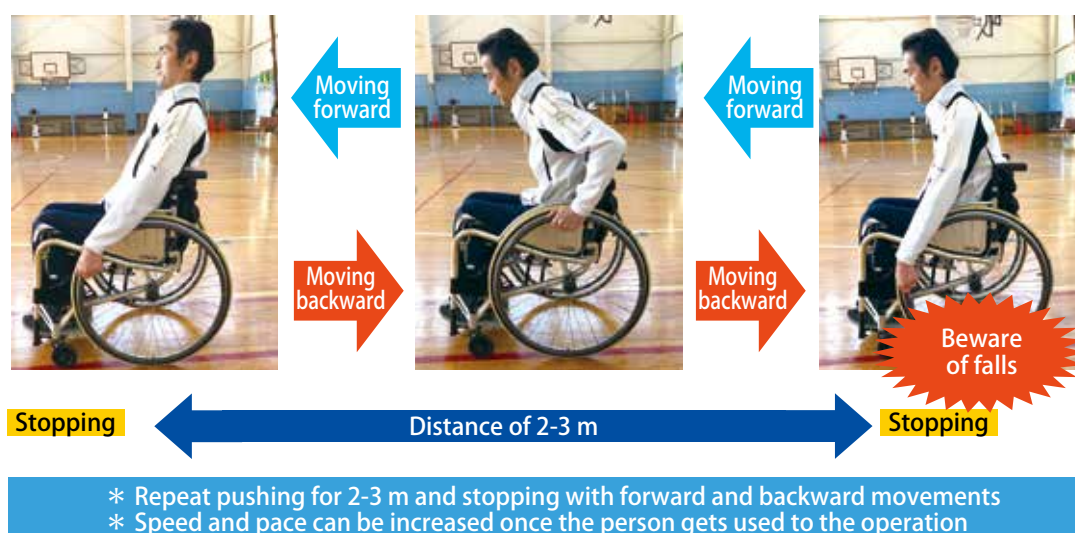 Moving
forward
Moving
forward
Moving
backward
Moving
backward
Beware
of falls
Stopping
Distance of 2-3 m
Stopping
＊ Repeat pushing for 2-3 m and stopping with forward and backward movements
＊ Speed and pace can be increased once the person gets used to the operation